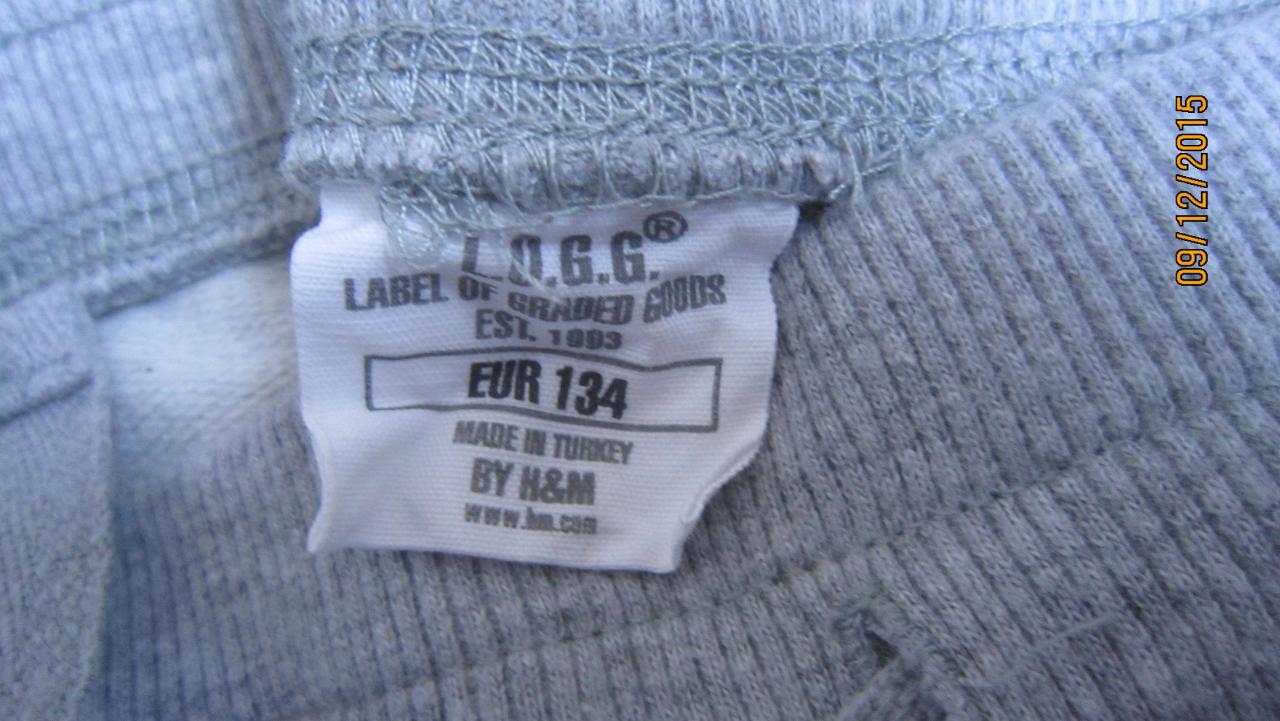 L.O.G.G.®
LABEL OF GRADED GOODS
EST. 1993
EUR 134
MADE IN TURKEY
BY H&M
www.hm.com
09/12/2015